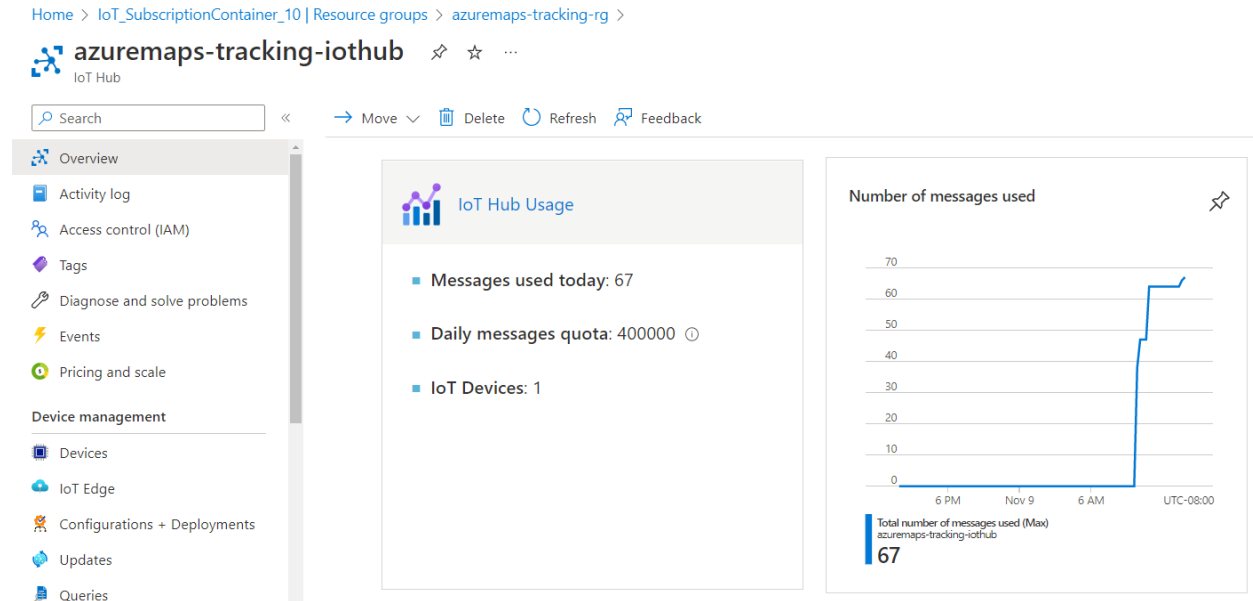 Home > IoT_SubscriptionContainer_10 | Resource groups > azuremaps-tracking-rg >
azuremaps-tracking-iothub
IoT Hub
Search
Move
Delete
Refresh
Feedback
Overview
Activity log
Access control (IAM)
Tags
Diagnose and solve problems
Events
Pricing and scale
Device management
Devices
IoT Edge
Configurations + Deployments
Updates
Queries
IoT Hub Usage
Messages used today: 67
Daily messages quota: 400000
IoT Devices: 1
Number of messages used
70
60
50
40
30
20
10
0
6 PM Nov 9 6 AM UTC-08:00
Total number of messages used (Max)
azuremaps-tracking-iothub
67